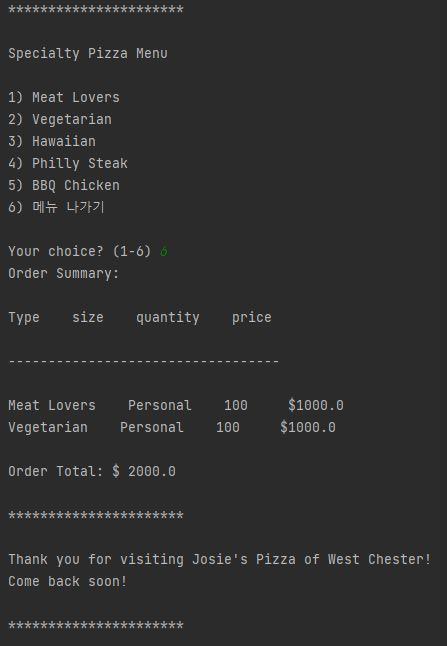 **********************
Specialty Pizza Menu
1) Meat Lovers
2) Vegetarian
3) Hawaiian
4) Philly Steak
5) BBQ Chicken
6) 메뉴 나가기
Your choice? (1-6) 6
Order Summary:
Type    size    quantity    price
----------------------------------
Meat Lovers    Personal    100     $1000.0
Vegetarian    Personal    100     $1000.0
Order Total: $ 2000.0
**********************
Thank you for visiting Josie's Pizza of West Chester!
Come back soon!
**********************